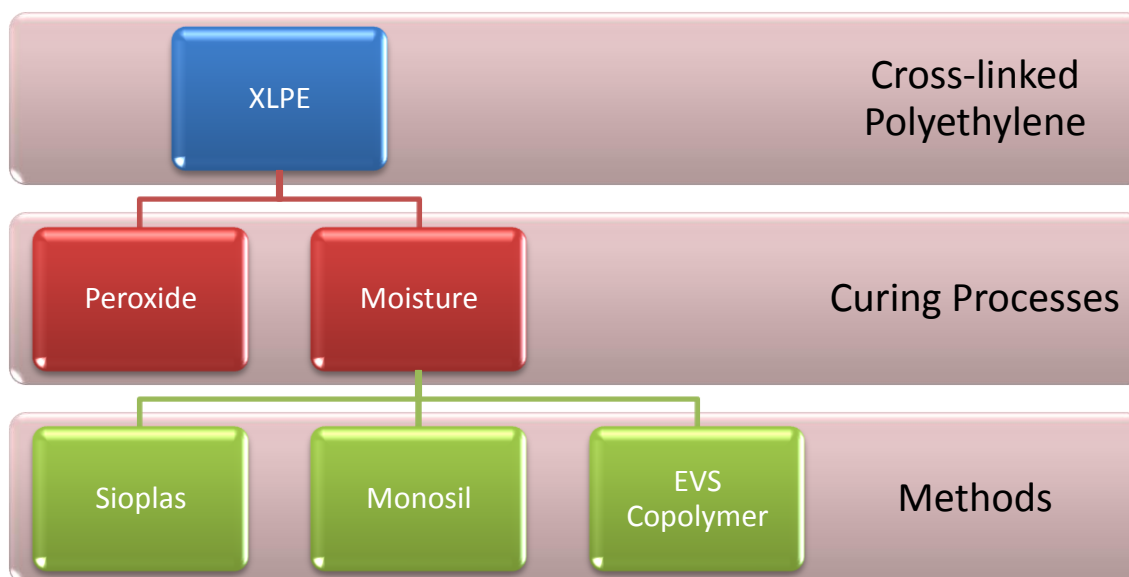 XLPE
Cross-linked
Polyethylene
Peroxide
Moisture
Curing Processes
Sioplas
Monosil
EVS
Copolymer
Methods